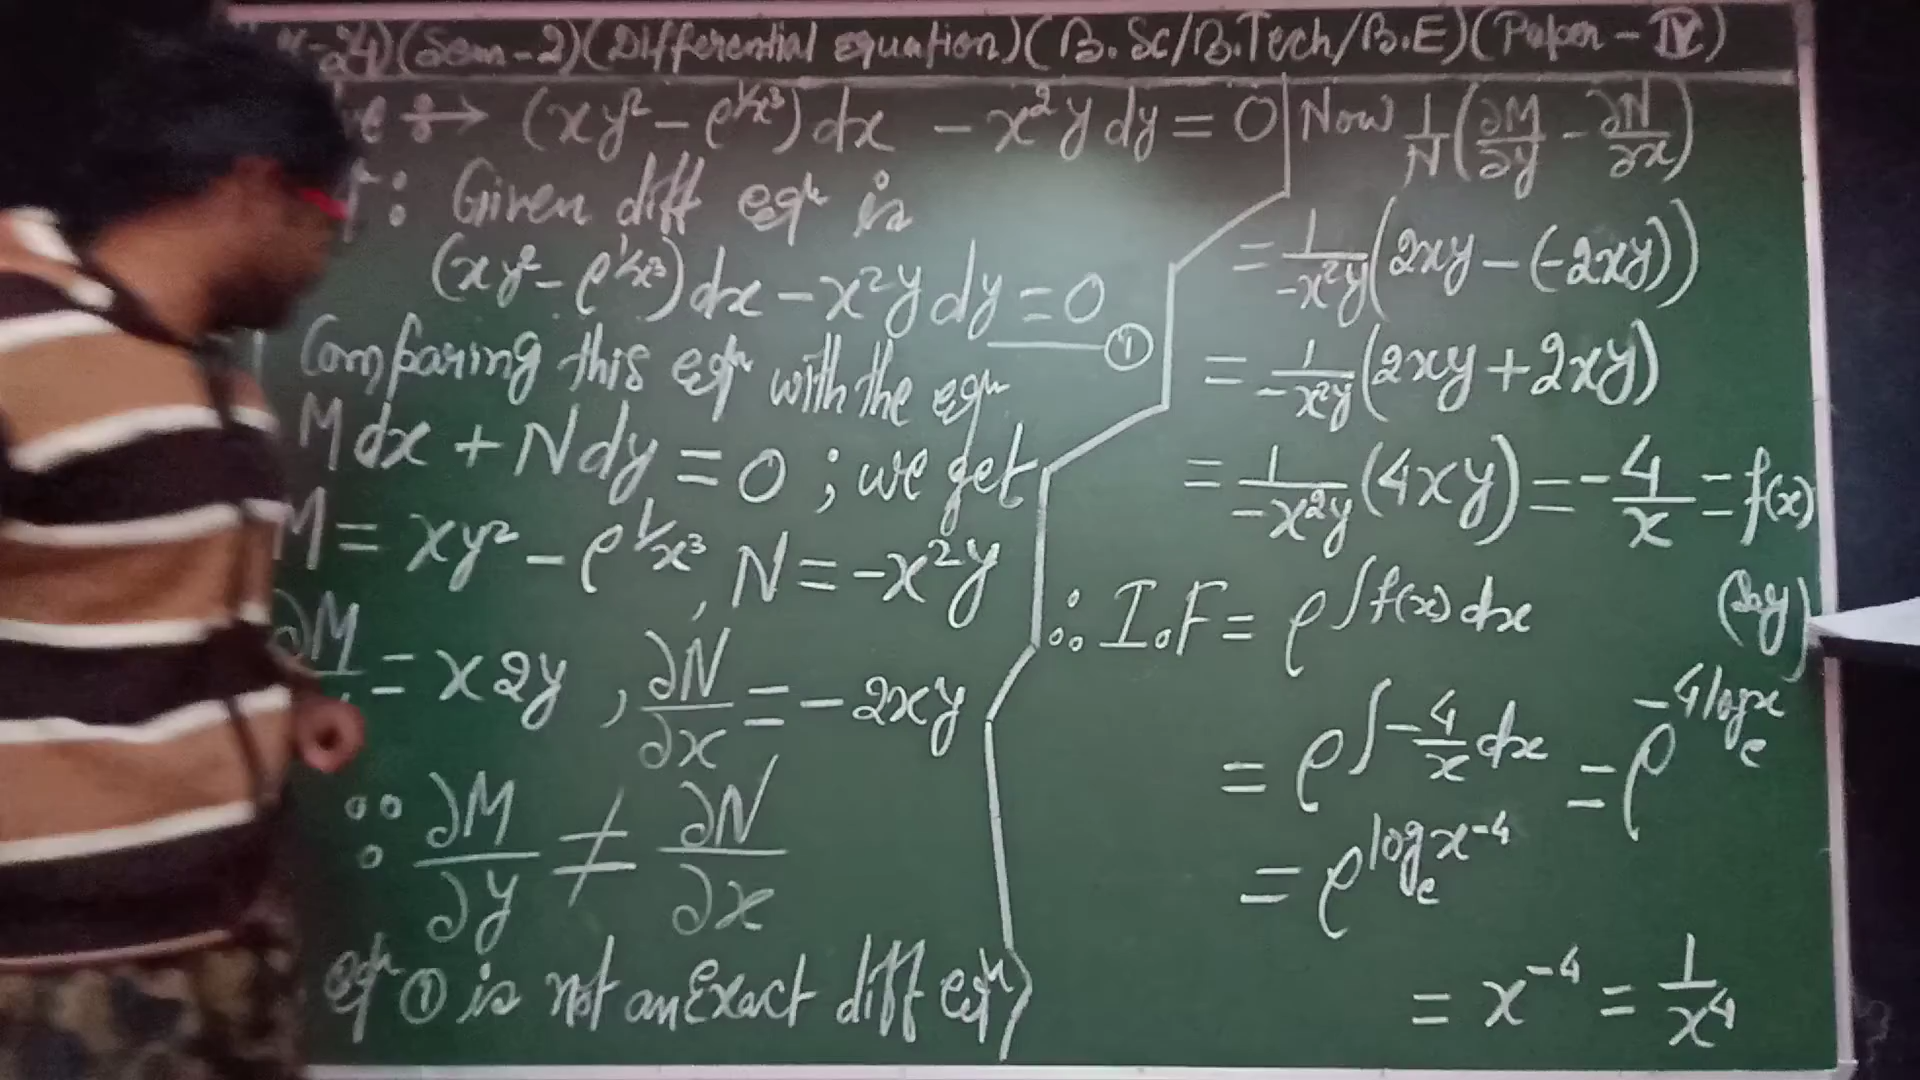 -24)(Sem-2)(Differential equation)(B.Sc/B.Tech/B.E)(Paper-IV)
(xy² - e^{1/x³})dx - x²y dy = 0
: Given diff eqⁿ is
(xy² - e^{1/x³})dx - x²y dy = 0 ——①
Comparing this eqⁿ with the eqⁿ
Mdx + Ndy = 0 ; we get
M = xy² - e^{1/x³}, N = -x²y
∂M/ = x2y, ∂N/∂x = -2xy
∵ ∂M/∂y ≠ ∂N/∂x
eqⁿ ① is not an Exact diff eqⁿ
Now 1/N(∂M/∂y - ∂N/∂x)
= 1/-x²y(2xy - (-2xy))
= 1/-x²y(2xy + 2xy)
= 1/-x²y(4xy) = -4/x = f(x)
(say)
∴ I.F = e^{∫f(x)dx}
= e^{∫-4/x dx} = e^{-4logₑx}
= e^{logₑx⁻⁴}
= x⁻⁴ = 1/x⁴